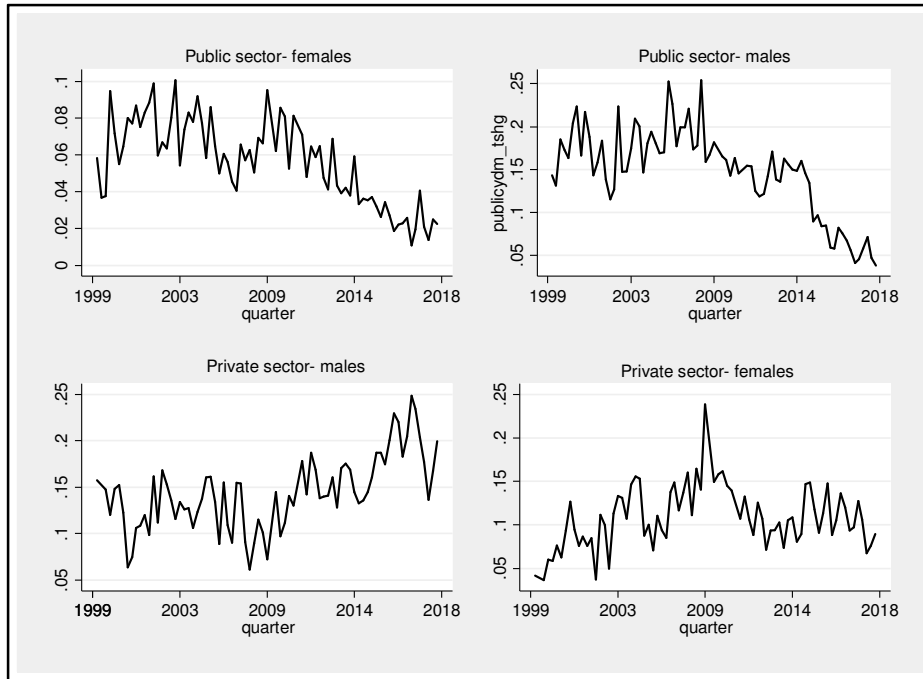 Public sector- females
.1
.08
.06
.04
.02
0
1999 2003 2009 2014 2018
quarter
Public sector- males
publicydm_tshg
.25
.2
.15
.1
.05
1999 2003 2009 2014 2018
quarter
Private sector- males
.25
.2
.15
.1
.05
1999 2003 2009 2014 2018
quarter
Private sector- females
.25
.2
.15
.1
.05
1999 2003 2009 2014 2018
quarter